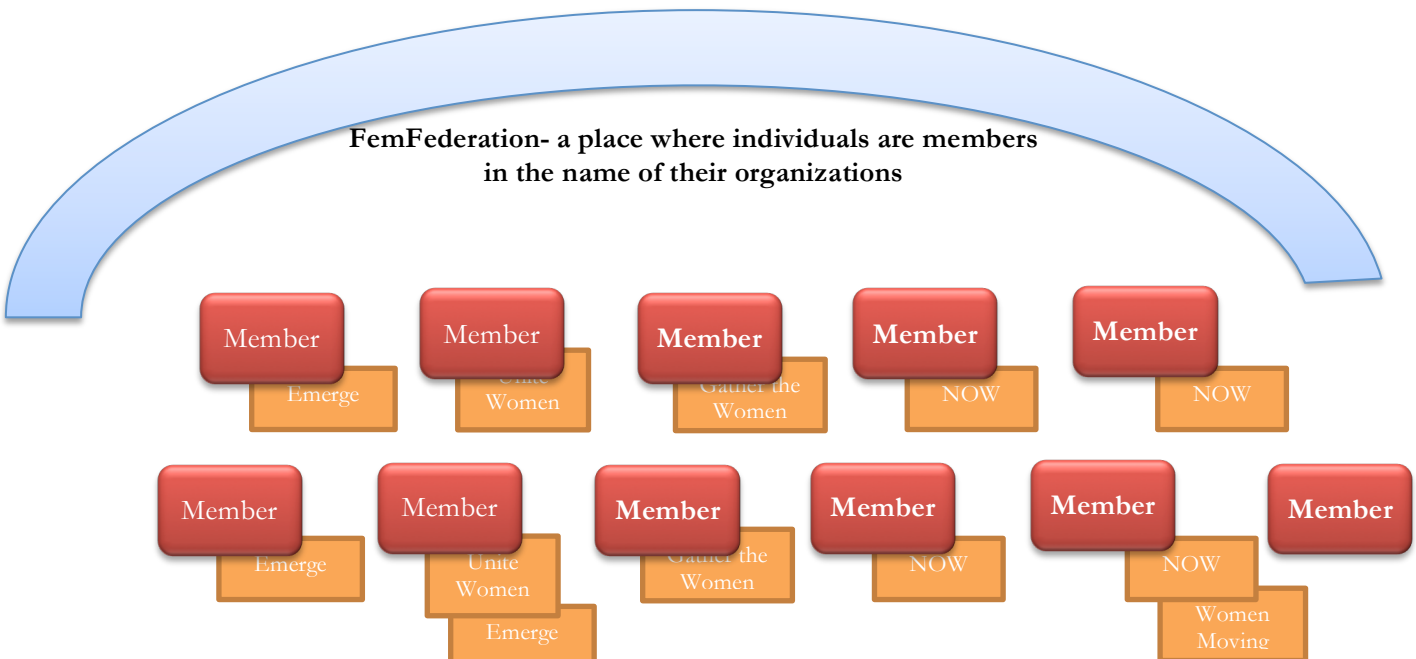 FemFederation- a place where individuals are members
in the name of their organizations
Member
Member
Member
Member
Member
Emerge
Unite
Women
Gather the
Women
NOW
NOW
Member
Member
Member
Member
Member
Member
Emerge
Unite
Women
Emerge
Gather the
Women
NOW
NOW
Women
Moving